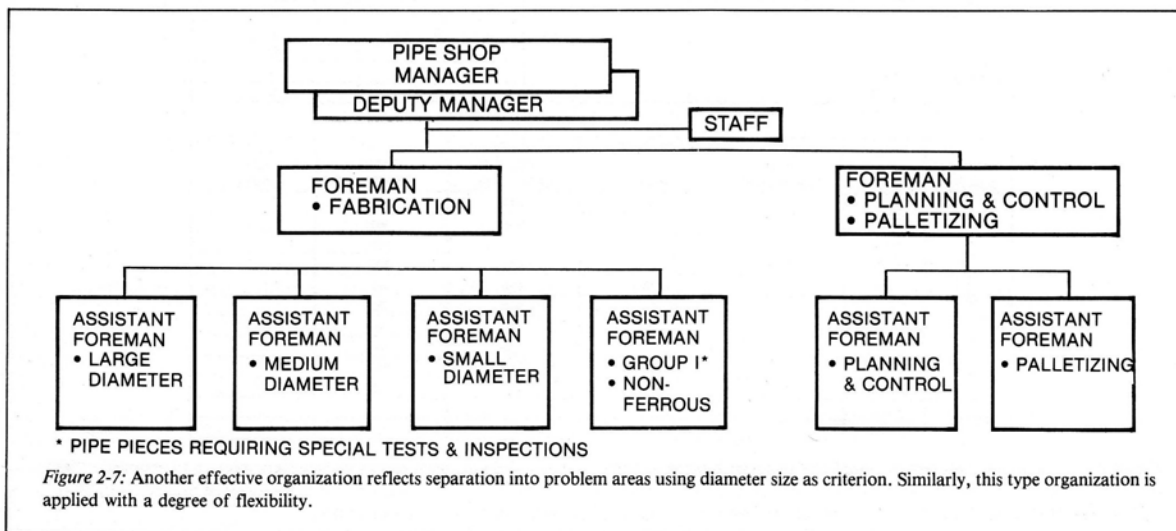 PIPE SHOP
MANAGER
DEPUTY MANAGER
STAFF
FOREMAN
• FABRICATION
FOREMAN
• PLANNING & CONTROL
• PALLETIZING
ASSISTANT
FOREMAN
• LARGE
DIAMETER
ASSISTANT
FOREMAN
• MEDIUM
DIAMETER
ASSISTANT
FOREMAN
• SMALL
DIAMETER
ASSISTANT
FOREMAN
• GROUP I*
• NON-
FERROUS
ASSISTANT
FOREMAN
• PLANNING
& CONTROL
ASSISTANT
FOREMAN
• PALLETIZING
* PIPE PIECES REQUIRING SPECIAL TESTS & INSPECTIONS
Figure 2-7: Another effective organization reflects separation into problem areas using diameter size as criterion. Similarly, this type organization is
applied with a degree of flexibility.